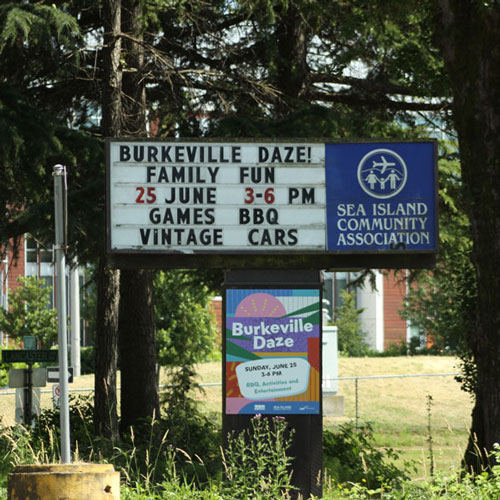 BURKEVILLE DAZE!
FAMILY FUN
25 JUNE 3-6 PM
GAMES BBQ
VINTAGE CARS
SEA ISLAND
COMMUNITY
ASSOCIATION
Burkeville
Daze
SUNDAY, JUNE 25
3-6 PM
BBQ, Activities and
Entertainment